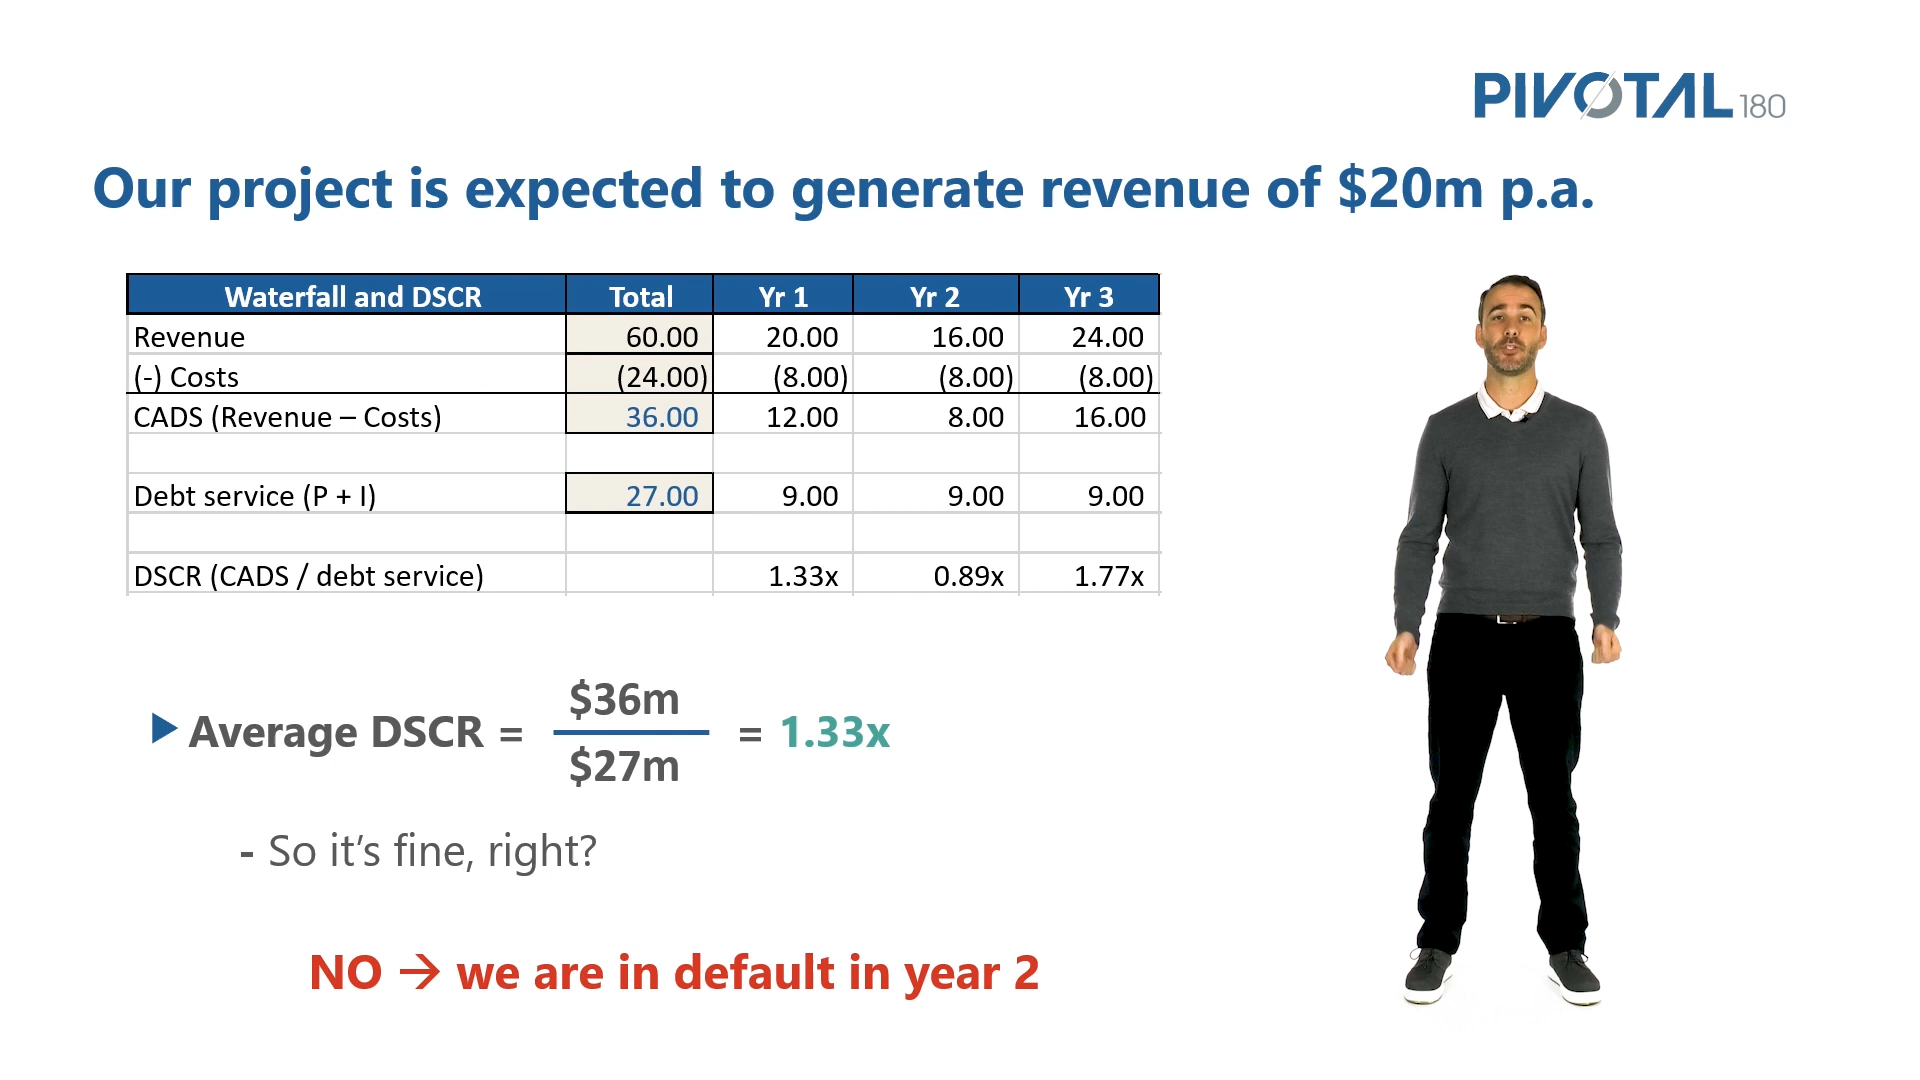 PIVOTAL 180
Our project is expected to generate revenue of $20m p.a.
Waterfall and DSCR Total Yr 1 Yr 2 Yr 3
Revenue 60.00 20.00 16.00 24.00
(-) Costs (24.00) (8.00) (8.00) (8.00)
CADS (Revenue – Costs) 36.00 12.00 8.00 16.00
Debt service (P + I) 27.00 9.00 9.00 9.00
DSCR (CADS / debt service) 1.33x 0.89x 1.77x
Average DSCR = $36m / $27m = 1.33x
- So it’s fine, right?
NO → we are in default in year 2